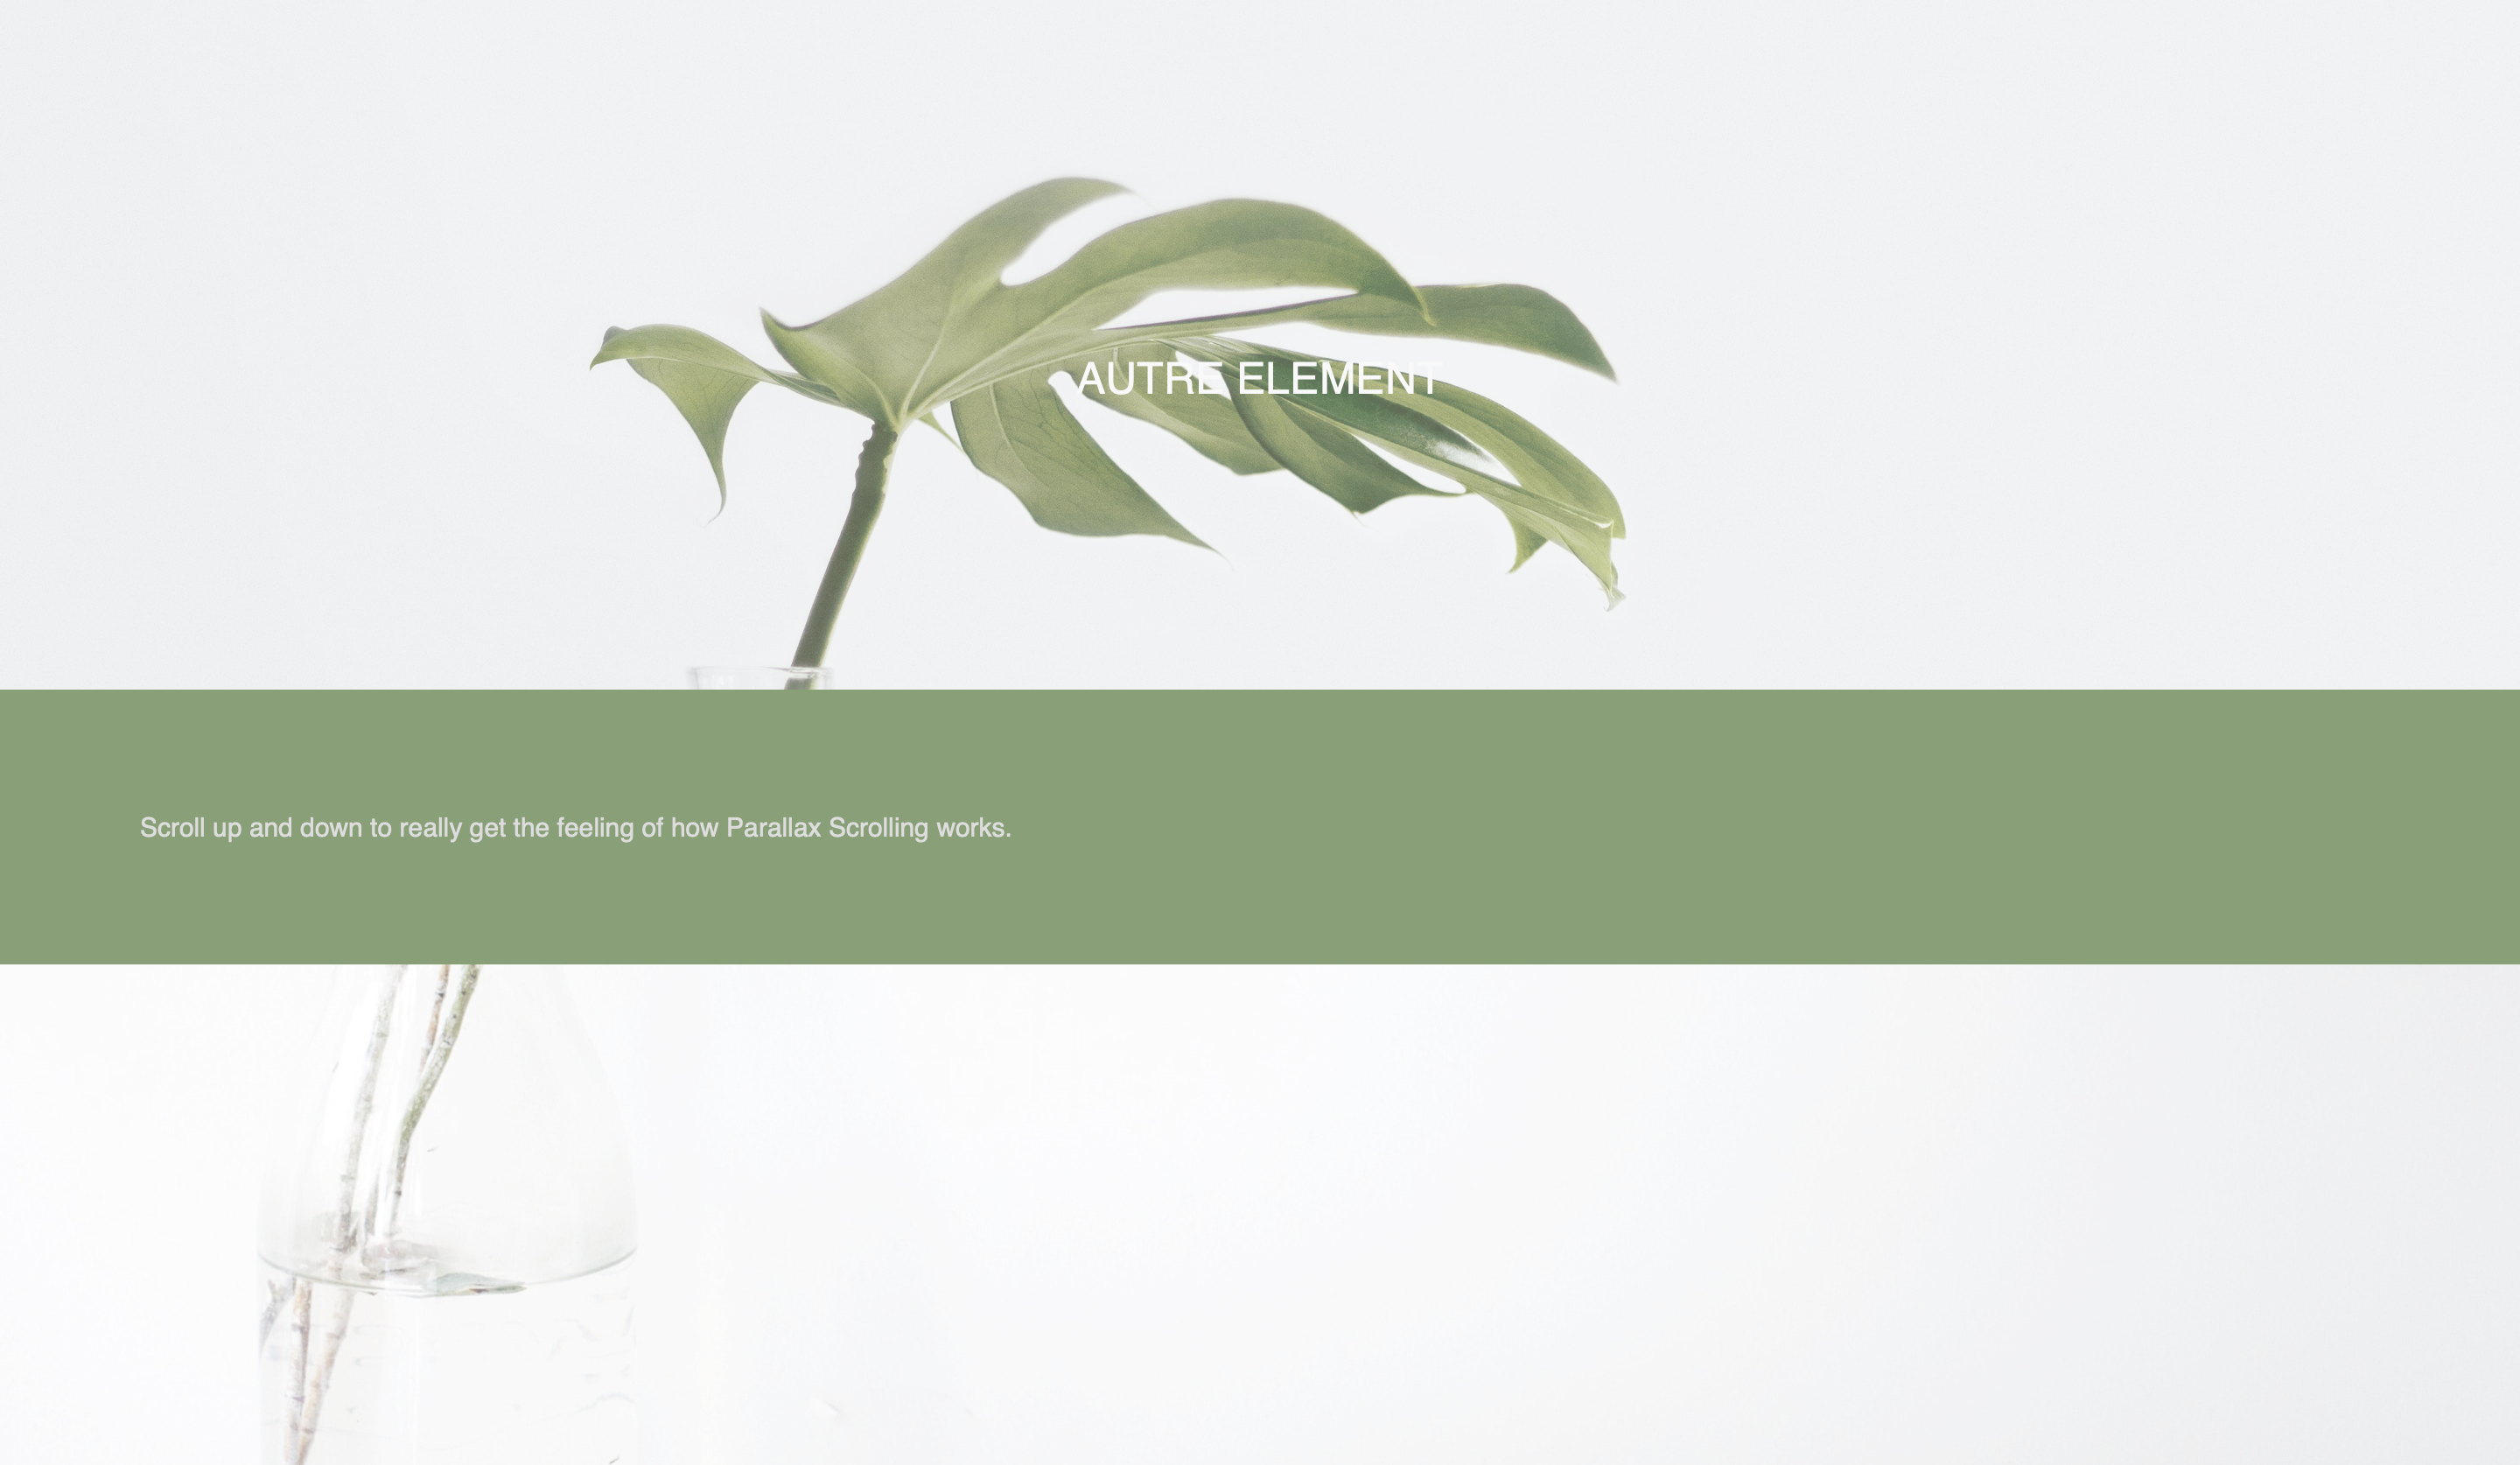 AUTRE ELEMENT
Scroll up and down to really get the feeling of how Parallax Scrolling works.